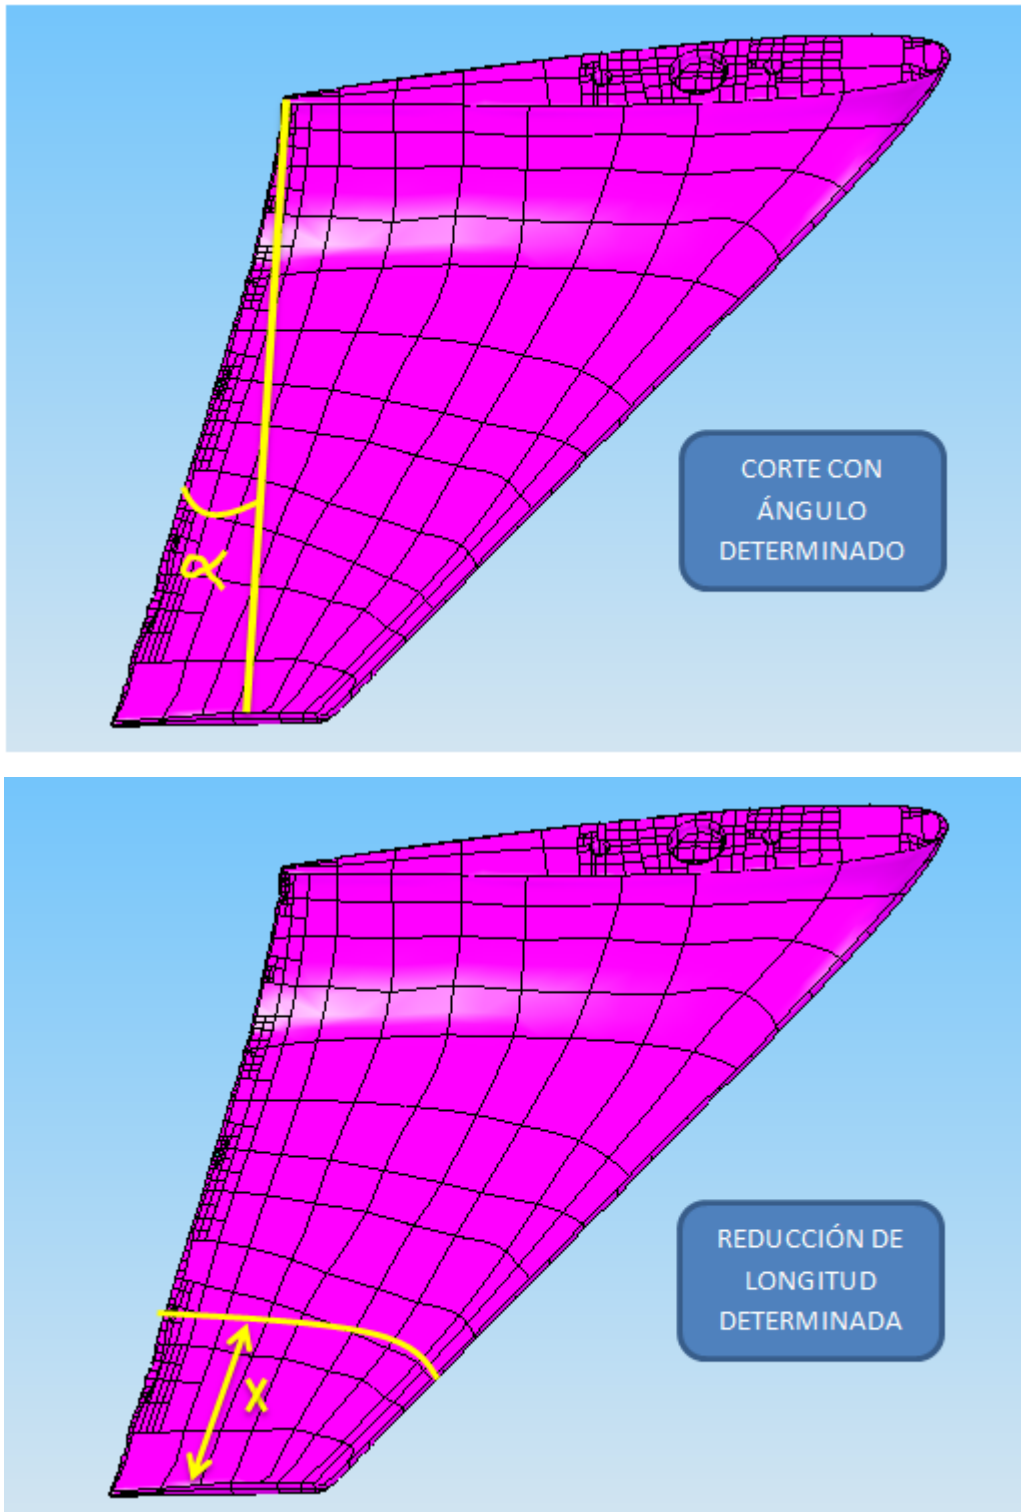 CORTE CON
ÁNGULO
DETERMINADO
α
REDUCCIÓN DE
LONGITUD
DETERMINADA
X